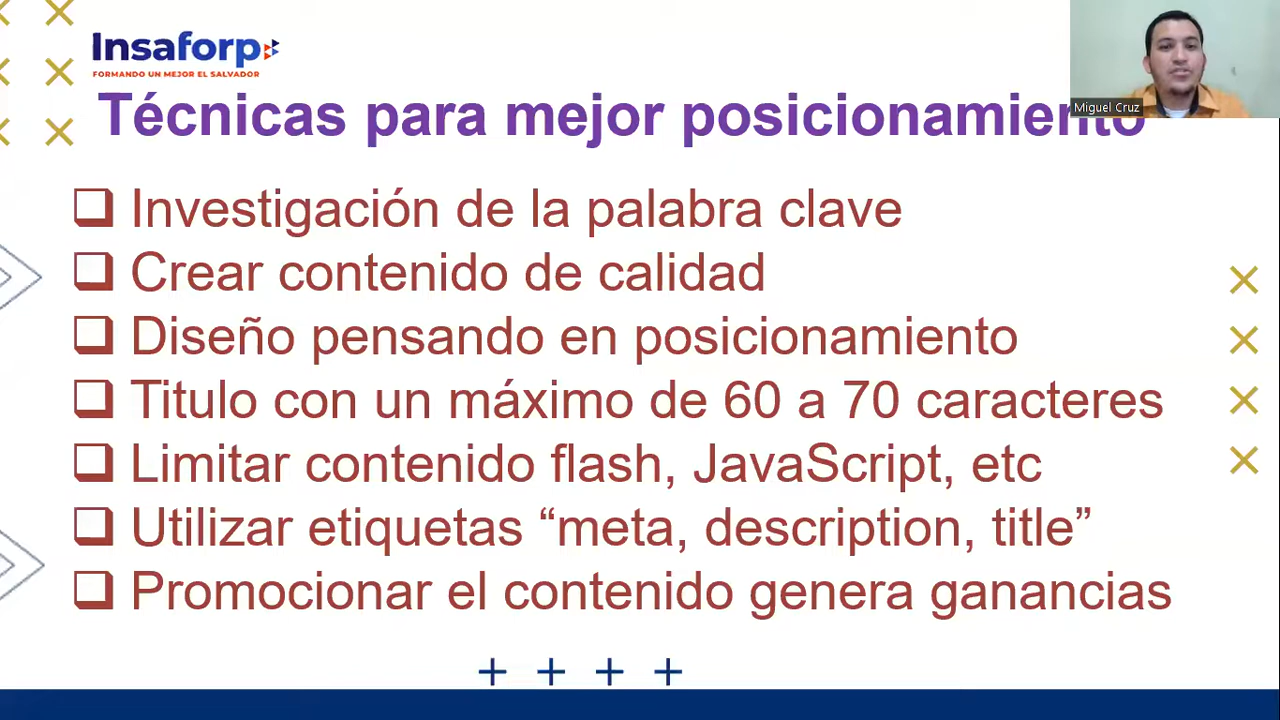 Insaforp
FORMANDO UN MEJOR EL SALVADOR
Miguel Cruz
Técnicas para mejor posicionamiento
Investigación de la palabra clave
Crear contenido de calidad
Diseño pensando en posicionamiento
Titulo con un máximo de 60 a 70 caracteres
Limitar contenido flash, JavaScript, etc
Utilizar etiquetas “meta, description, title”
Promocionar el contenido genera ganancias